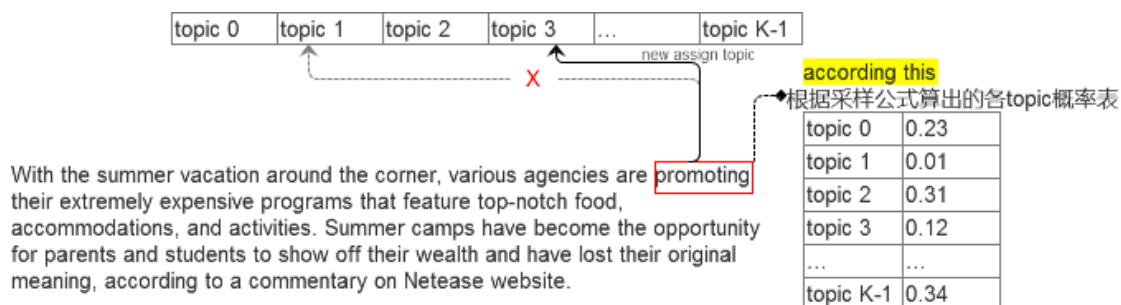 topic 0 topic 1 topic 2 topic 3 ... topic K-1
new assign topic
X
according this
根据采样公式算出的各topic概率表
topic 0 0.23
topic 1 0.01
topic 2 0.31
topic 3 0.12
... ...
topic K-1 0.34
With the summer vacation around the corner, various agencies are promoting
their extremely expensive programs that feature top-notch food,
accommodations, and activities. Summer camps have become the opportunity
for parents and students to show off their wealth and have lost their original
meaning, according to a commentary on Netease website.